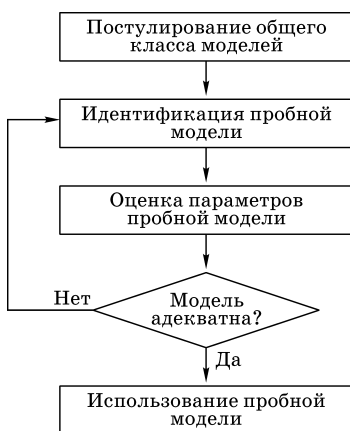 Постулирование общего
класса моделей
Идентификация пробной
модели
Оценка параметров
пробной модели
Нет
Модель
адекватна?
Да
Использование пробной
модели